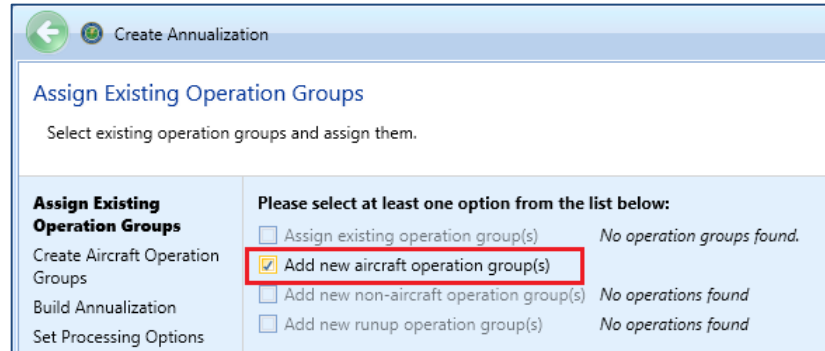 Create Annualization
Assign Existing Operation Groups
Select existing operation groups and assign them.
Assign Existing
Operation Groups
Create Aircraft Operation
Groups
Build Annualization
Set Processing Options
Please select at least one option from the list below:
Assign existing operation group(s) No operation groups found.
Add new aircraft operation group(s)
Add new non-aircraft operation group(s) No operations found
Add new runup operation group(s) No operations found